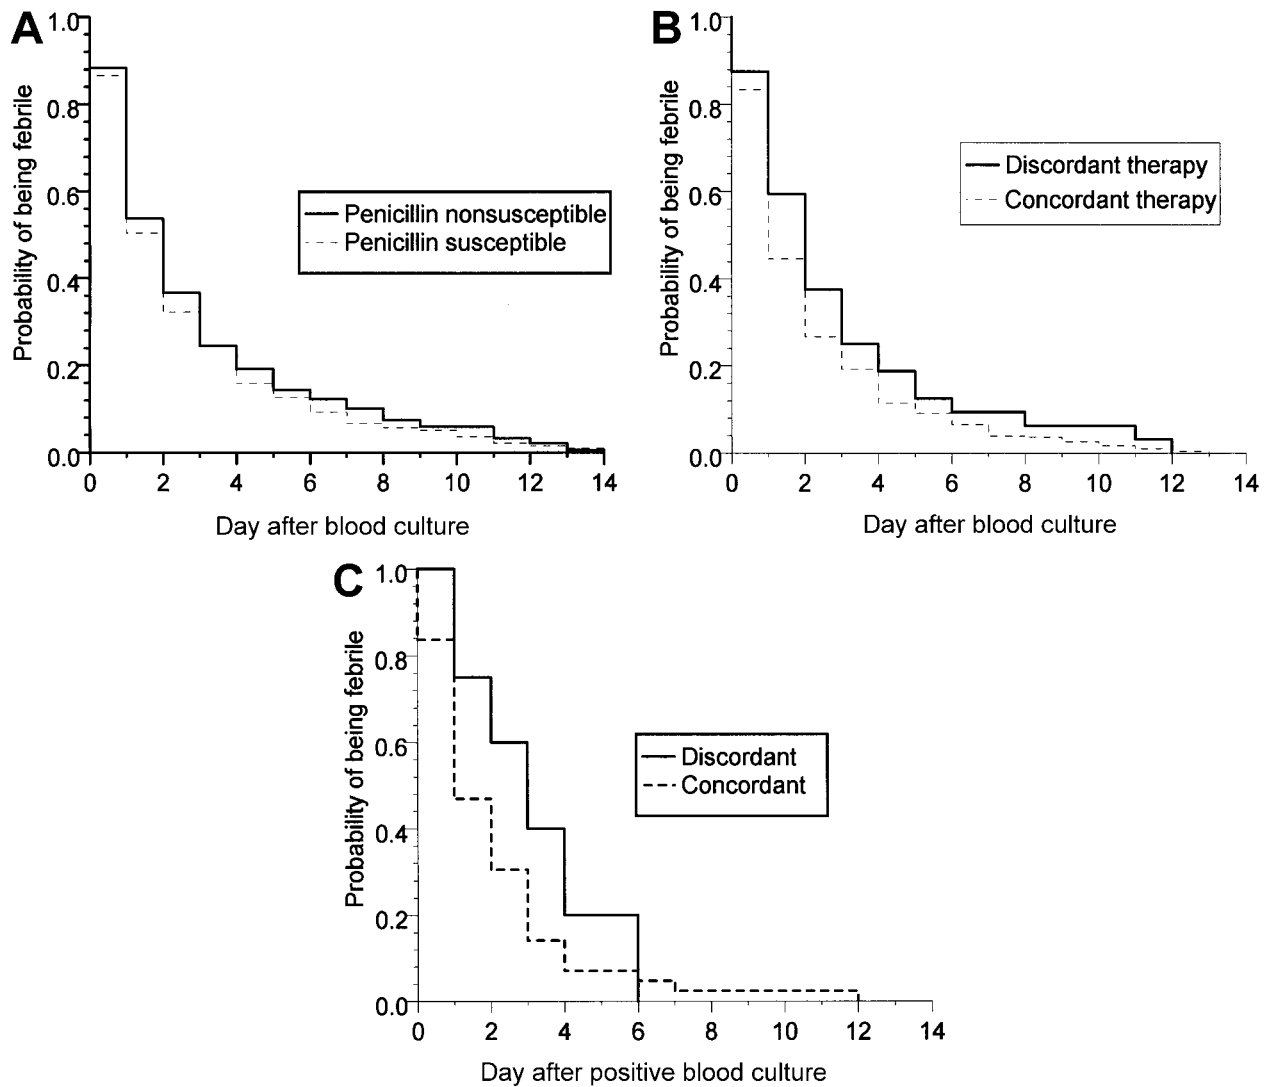 A
Probability of being febrile
1.0
0.8
0.6
0.4
0.2
0.0
Penicillin nonsusceptible
Penicillin susceptible
0 2 4 6 8 10 12 14
Day after blood culture
B
Probability of being febrile
1.0
0.8
0.6
0.4
0.2
0.0
Discordant therapy
Concordant therapy
0 2 4 6 8 10 12 14
Day after blood culture
C
Probability of being febrile
1.0
0.8
0.6
0.4
0.2
0.0
Discordant
Concordant
0 2 4 6 8 10 12 14
Day after positive blood culture